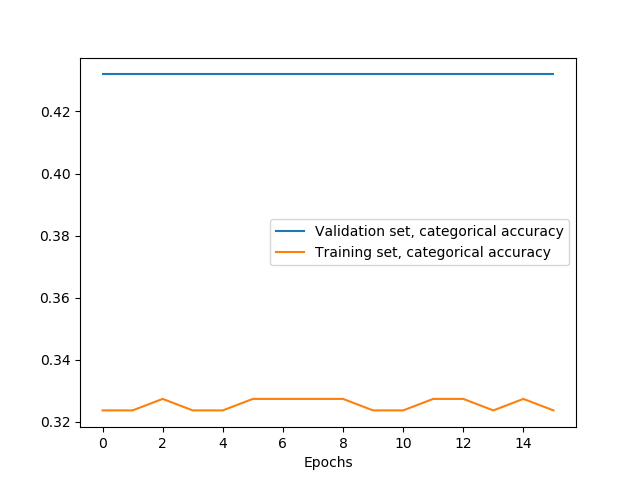 0.42
0.40
0.38
0.36
0.34
0.32
Validation set, categorical accuracy
Training set, categorical accuracy
0 2 4 6 8 10 12 14
Epochs